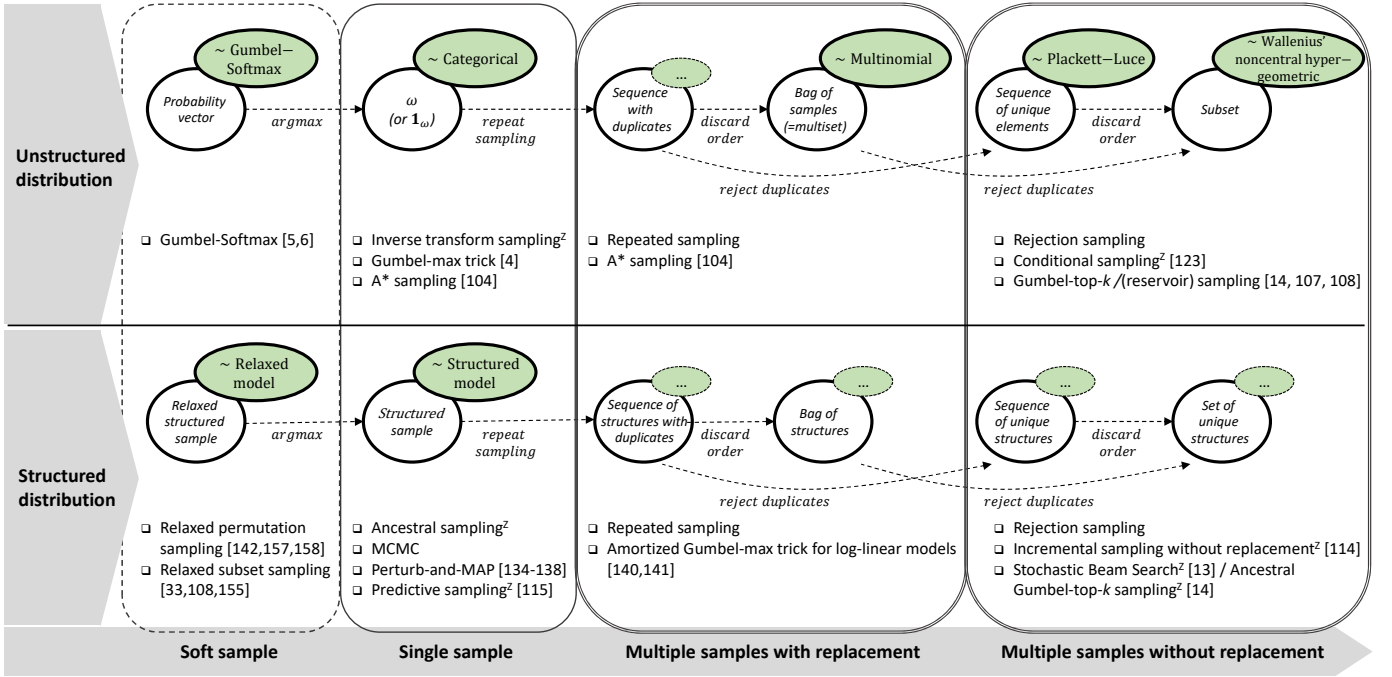 Unstructured
distribution
~ Gumbel−
Softmax
Probability
vector
argmax
~ Categorical
ω
(or 1ω)
repeat
sampling
...
Sequence
with
duplicates
discard
order
~ Multinomial
Bag of
samples
(=multiset)
reject duplicates
~ Plackett−Luce
Sequence
of unique
elements
discard
order
~ Wallenius'
noncentral hyper−
geometric
Subset
reject duplicates
❑ Gumbel-Softmax [5,6]
❑ Inverse transform samplingᶻ
❑ Gumbel-max trick [4]
❑ A* sampling [104]
❑ Repeated sampling
❑ A* sampling [104]
❑ Rejection sampling
❑ Conditional samplingᶻ [123]
❑ Gumbel-top-k /(reservoir) sampling [14, 107, 108]
Structured
distribution
~ Relaxed
model
Relaxed
structured
sample
argmax
~ Structured
model
Structured
sample
repeat
sampling
...
Sequence of
structures with
duplicates
discard
order
...
Bag of
structures
reject duplicates
...
Sequence
of unique
structures
discard
order
...
Set of
unique
structures
reject duplicates
❑ Relaxed permutation
sampling [142,157,158]
❑ Relaxed subset sampling
[33,108,155]
❑ Ancestral samplingᶻ
❑ MCMC
❑ Perturb-and-MAP [134-138]
❑ Predictive samplingᶻ [115]
❑ Repeated sampling
❑ Amortized Gumbel-max trick for log-linear models
[140,141]
❑ Rejection sampling
❑ Incremental sampling without replacementᶻ [114]
❑ Stochastic Beam Searchᶻ [13] / Ancestral
Gumbel-top-k samplingᶻ [14]
Soft sample
Single sample
Multiple samples with replacement
Multiple samples without replacement